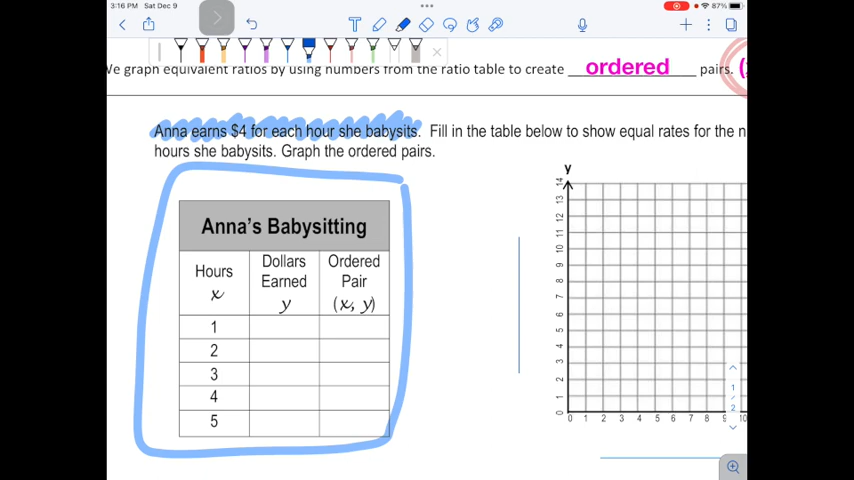 3:16 PM Sat Dec 9
87%
We graph equivalent ratios by using numbers from the ratio table to create ordered pairs.
Anna earns $4 for each hour she babysits. Fill in the table below to show equal rates for the n
hours she babysits. Graph the ordered pairs.
Anna's Babysitting
Hours x
Dollars Earned y
Ordered Pair (x, y)
1
2
3
4
5
y
14
13
12
11
10
9
8
7
6
5
4
3
2
1
0
0 1 2 3 4 5 6 7 8 9 10
1
/
2